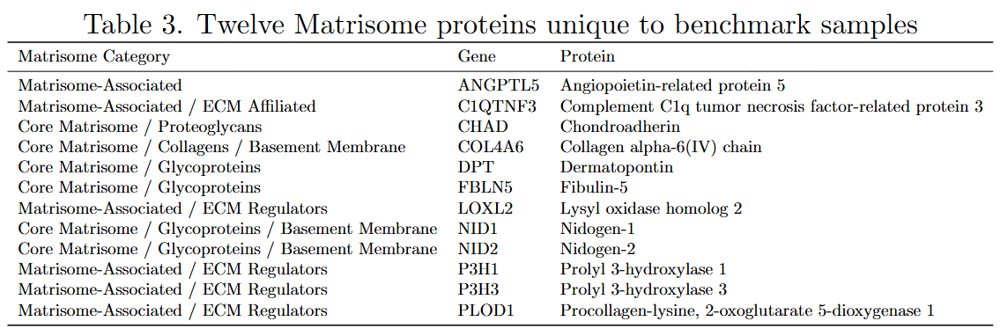 Table 3. Twelve Matrisome proteins unique to benchmark samples
Matrisome Category Gene Protein
Matrisome-Associated ANGPTL5 Angiopoietin-related protein 5
Matrisome-Associated / ECM Affiliated C1QTNF3 Complement C1q tumor necrosis factor-related protein 3
Core Matrisome / Proteoglycans CHAD Chondroadherin
Core Matrisome / Collagens / Basement Membrane COL4A6 Collagen alpha-6(IV) chain
Core Matrisome / Glycoproteins DPT Dermatopontin
Core Matrisome / Glycoproteins FBLN5 Fibulin-5
Matrisome-Associated / ECM Regulators LOXL2 Lysyl oxidase homolog 2
Core Matrisome / Glycoproteins / Basement Membrane NID1 Nidogen-1
Core Matrisome / Glycoproteins / Basement Membrane NID2 Nidogen-2
Matrisome-Associated / ECM Regulators P3H1 Prolyl 3-hydroxylase 1
Matrisome-Associated / ECM Regulators P3H3 Prolyl 3-hydroxylase 3
Matrisome-Associated / ECM Regulators PLOD1 Procollagen-lysine, 2-oxoglutarate 5-dioxygenase 1